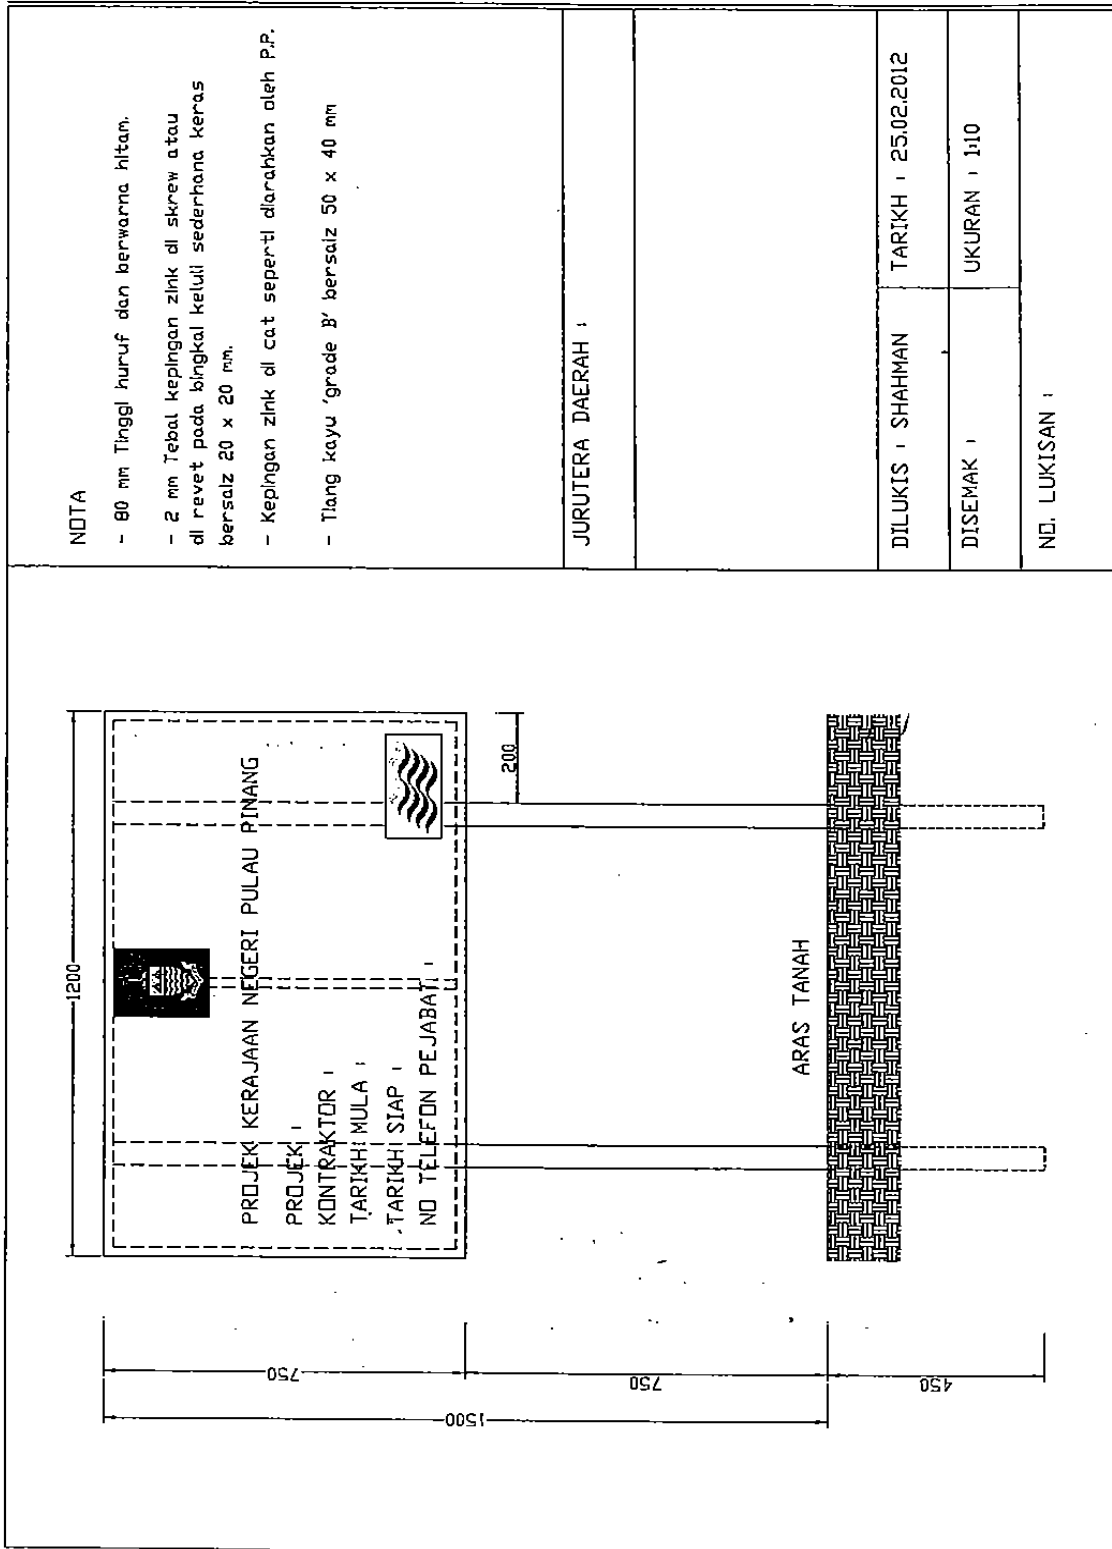 1200
PROJEK KERAJAAN NEGERI PULAU PINANG
PROJEK :
KONTRAKTOR :
TARIKH MULA :
TARIKH SIAP :
NO TELEFON PEJABAT :
750
1500
750
450
200
ARAS TANAH
NOTA
- 80 mm Tinggi huruf dan berwarna hitam.
- 2 mm Tebal kepingan zink di skrew atau
di revet pada bingkai keluli sederhana keras
bersaiz 20 x 20 mm.
- Kepingan zink di cat seperti diarahkan oleh P.P.
- Tiang kayu 'grade B' bersaiz 50 x 40 mm
JURUTERA DAERAH :
DILUKIS : SHAHMAN
TARIKH : 25.02.2012
DISEMAK :
UKURAN : 1:10
NO. LUKISAN :